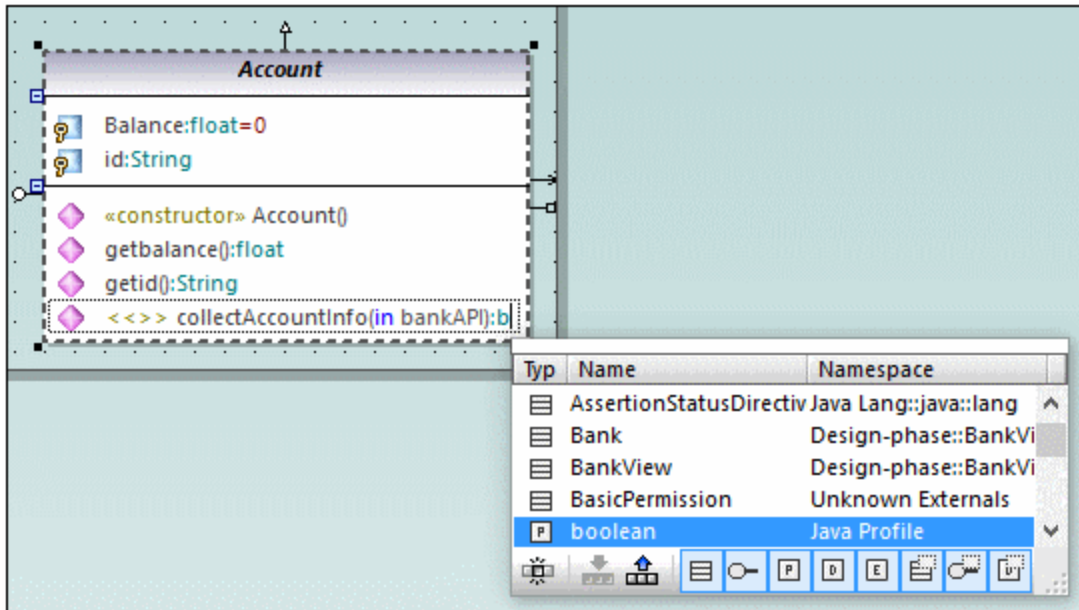 Account
Balance:float=0
id:String
«constructor» Account()
getbalance():float
getid():String
<<>> collectAccountInfo(in bankAPI):b
Typ Name Namespace
AssertionStatusDirectiv Java Lang::java::lang
Bank Design-phase::BankVi
BankView Design-phase::BankVi
BasicPermission Unknown Externals
P boolean Java Profile
P D E